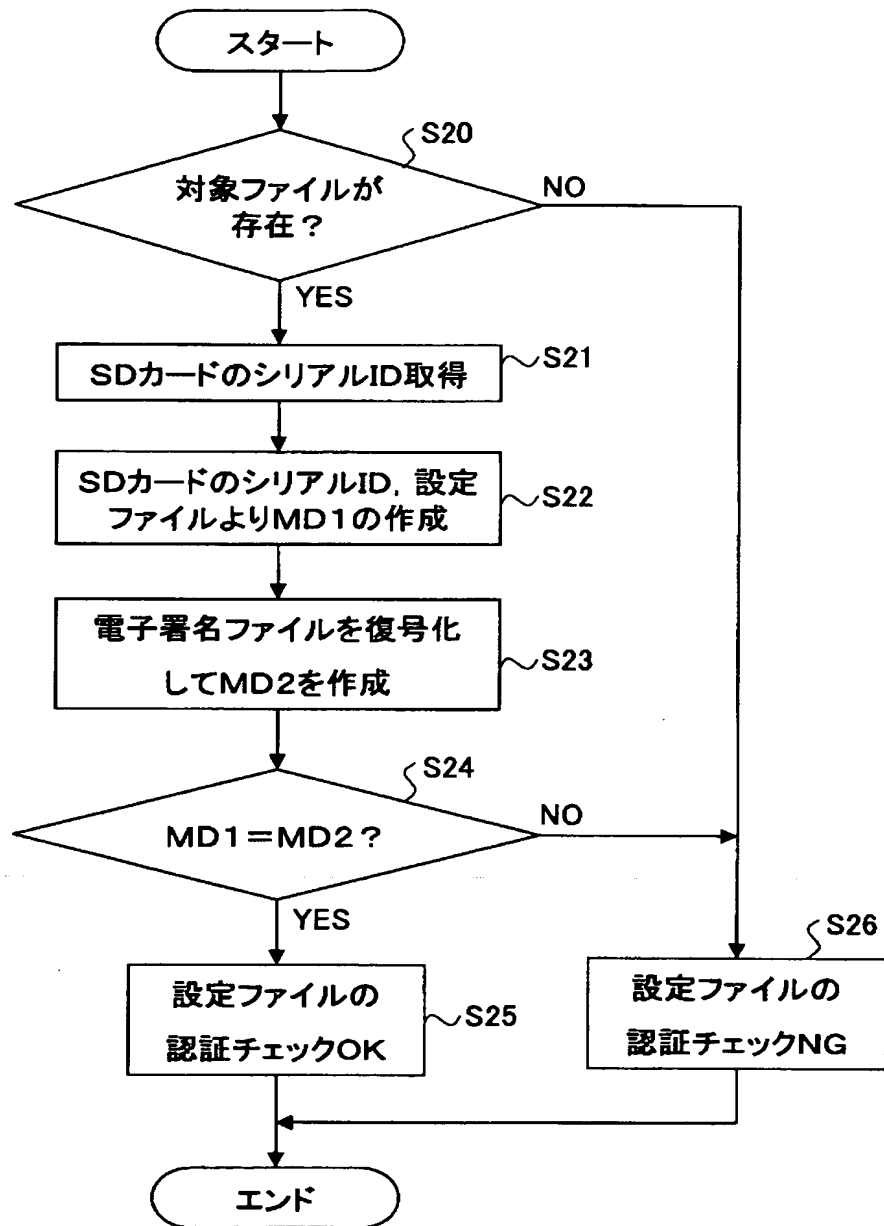 スタート
S20
対象ファイルが
存在？
NO
YES
SDカードのシリアルID取得
S21
SDカードのシリアルID，設定
ファイルよりMD1の作成
S22
電子署名ファイルを復号化
してMD2を作成
S23
S24
MD1＝MD2？
NO
YES
設定ファイルの
認証チェックOK
S25
S26
設定ファイルの
認証チェックNG
エンド